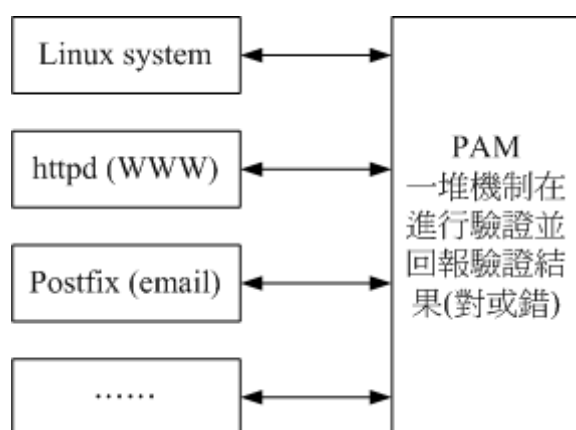 Linux system
httpd (WWW)
Postfix (email)
……
PAM
一堆機制在
進行驗證並
回報驗證結
果(對或錯)